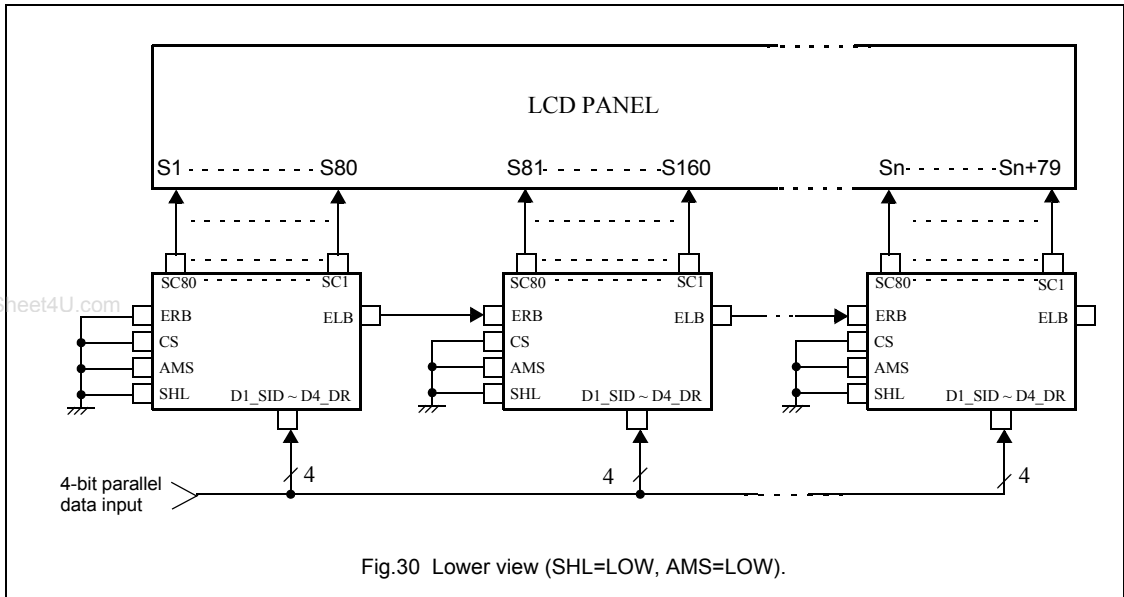 LCD PANEL
S1 - - - - - - - - - S80 S81 - - - - - - - - S160 Sn - - - - - - - Sn+79
SC80 SC1 SC80 SC1 SC80 SC1
ERB ELB ERB ELB ERB ELB
CS CS CS
AMS AMS AMS
SHL D1_SID ~ D4_DR SHL D1_SID ~ D4_DR SHL D1_SID ~ D4_DR
Sheet4U.com
4 4 4
4-bit parallel
data input
Fig.30 Lower view (SHL=LOW, AMS=LOW).